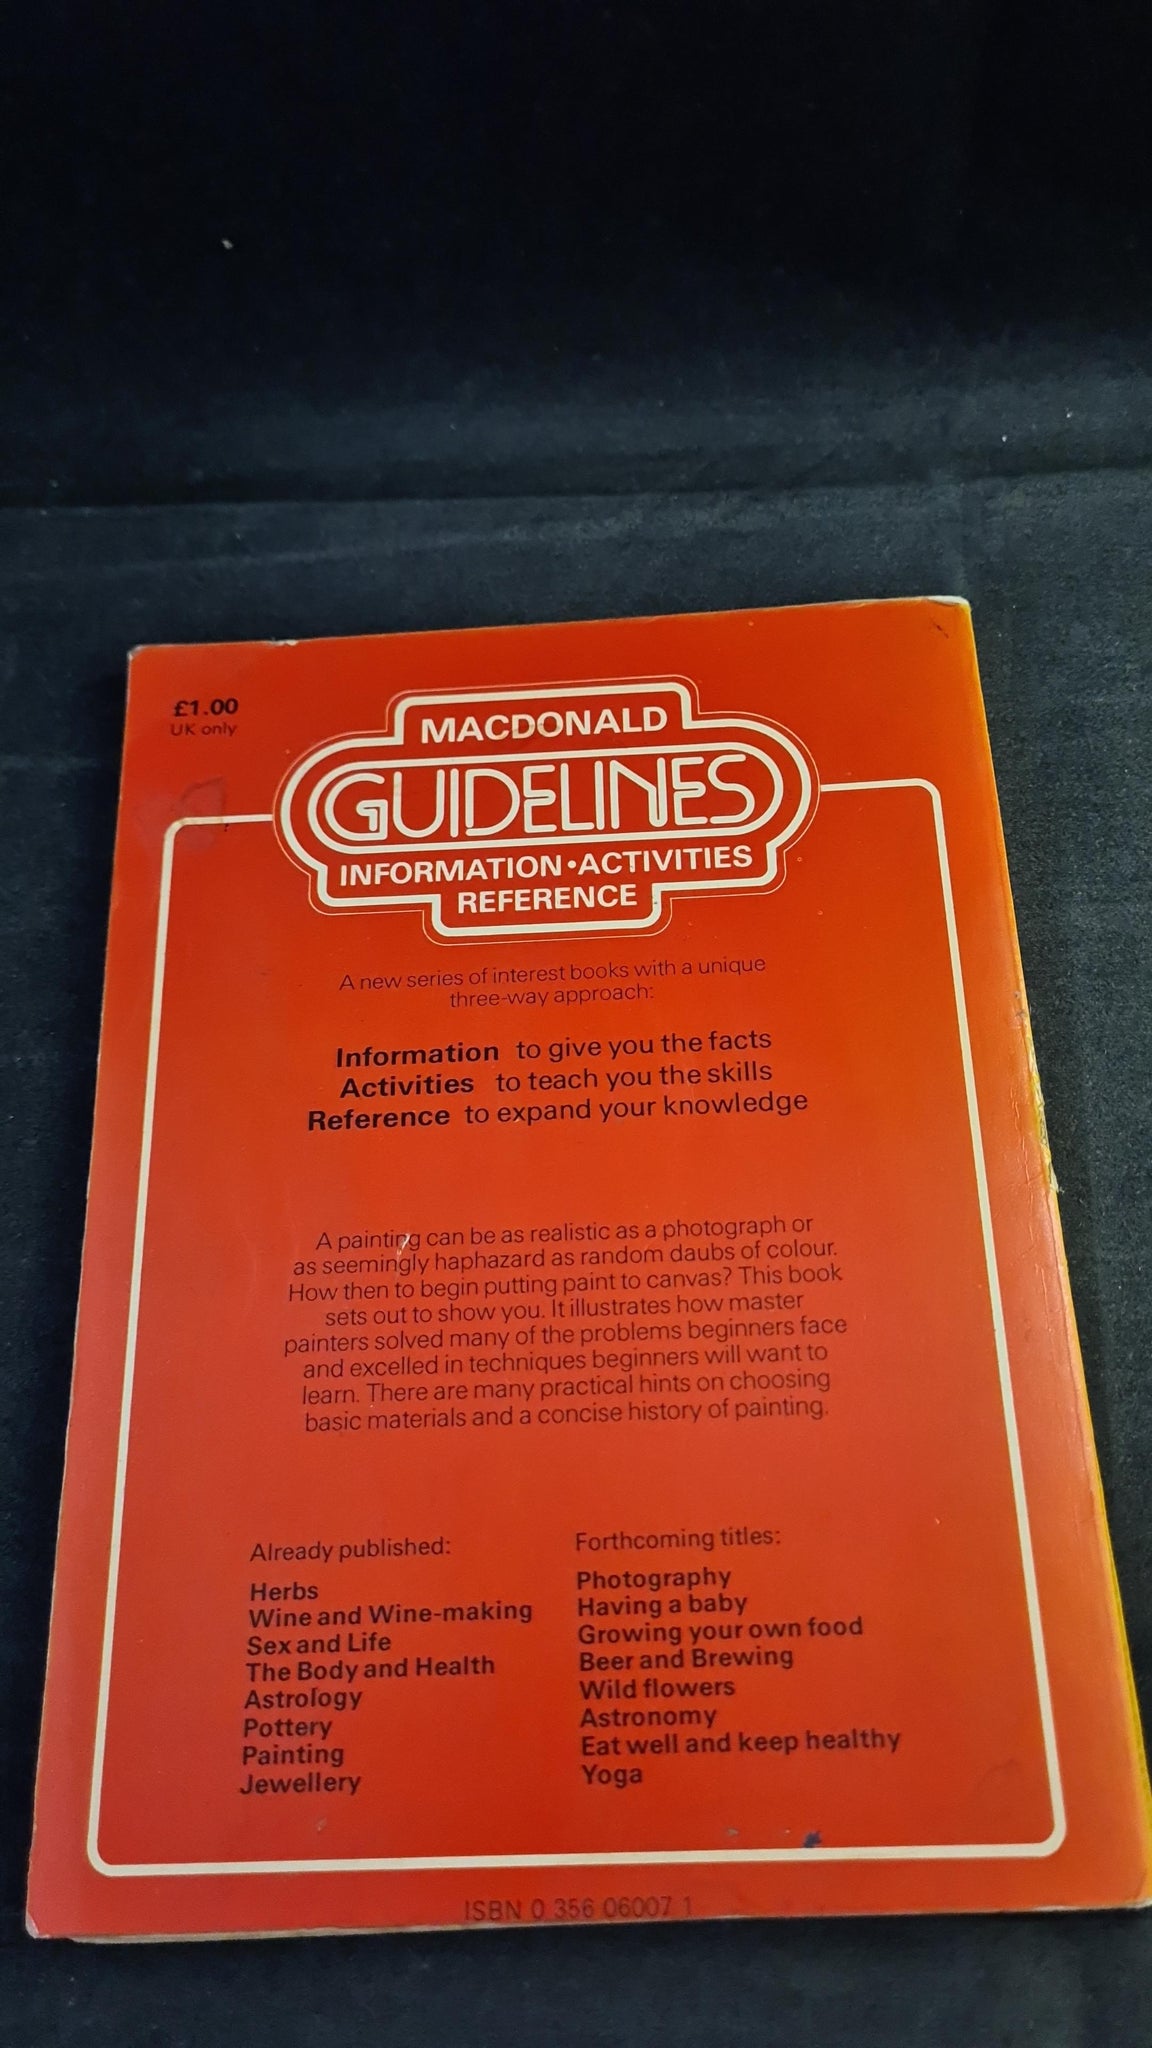 £1.00
UK only
MACDONALD
GUIDELINES
INFORMATION•ACTIVITIES
REFERENCE
A new series of interest books with a unique
three-way approach:
Information to give you the facts
Activities to teach you the skills
Reference to expand your knowledge
A painting can be as realistic as a photograph or
as seemingly haphazard as random daubs of colour.
How then to begin putting paint to canvas? This book
sets out to show you. It illustrates how master
painters solved many of the problems beginners face
and excelled in techniques beginners will want to
learn. There are many practical hints on choosing
basic materials and a concise history of painting.
Already published:
Herbs
Wine and Wine-making
Sex and Life
The Body and Health
Astrology
Pottery
Painting
Jewellery
Forthcoming titles:
Photography
Having a baby
Growing your own food
Beer and Brewing
Wild flowers
Astronomy
Eat well and keep healthy
Yoga
ISBN 0 356 06007 1